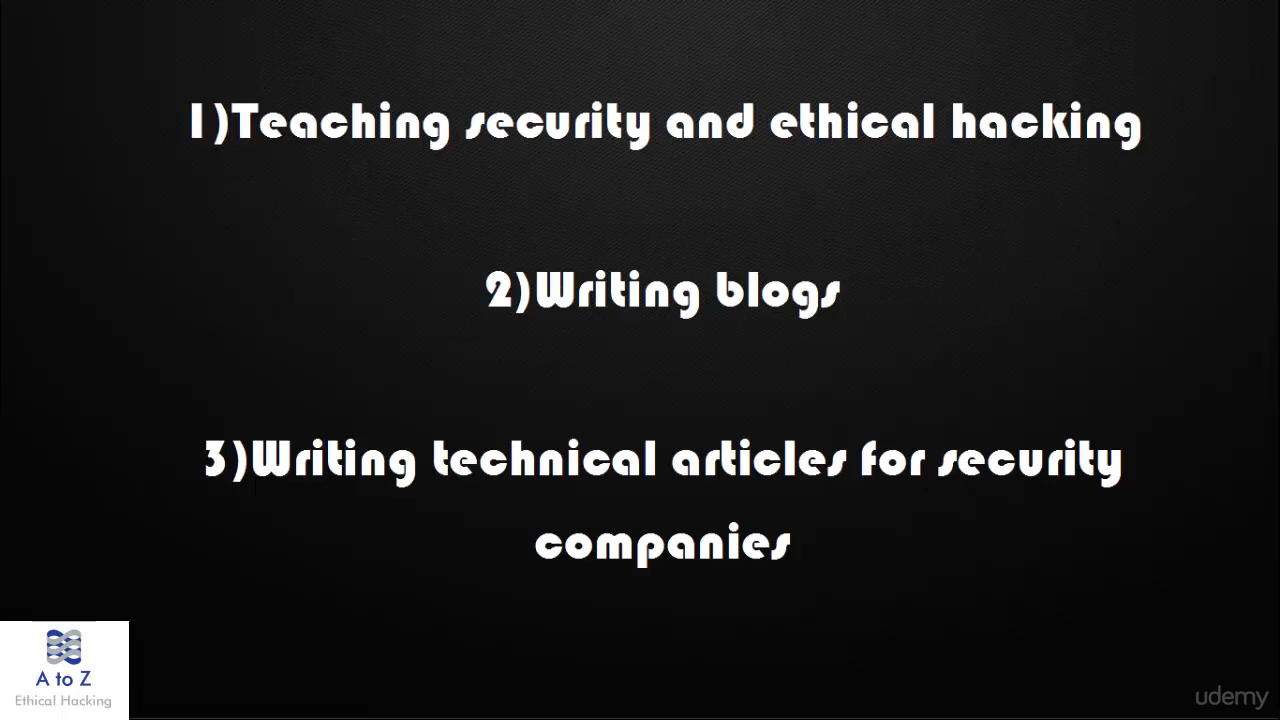 1)Teaching security and ethical hacking
2)Writing blogs
3)Writing technical articles for security
companies
A to Z
Ethical Hacking
udemy